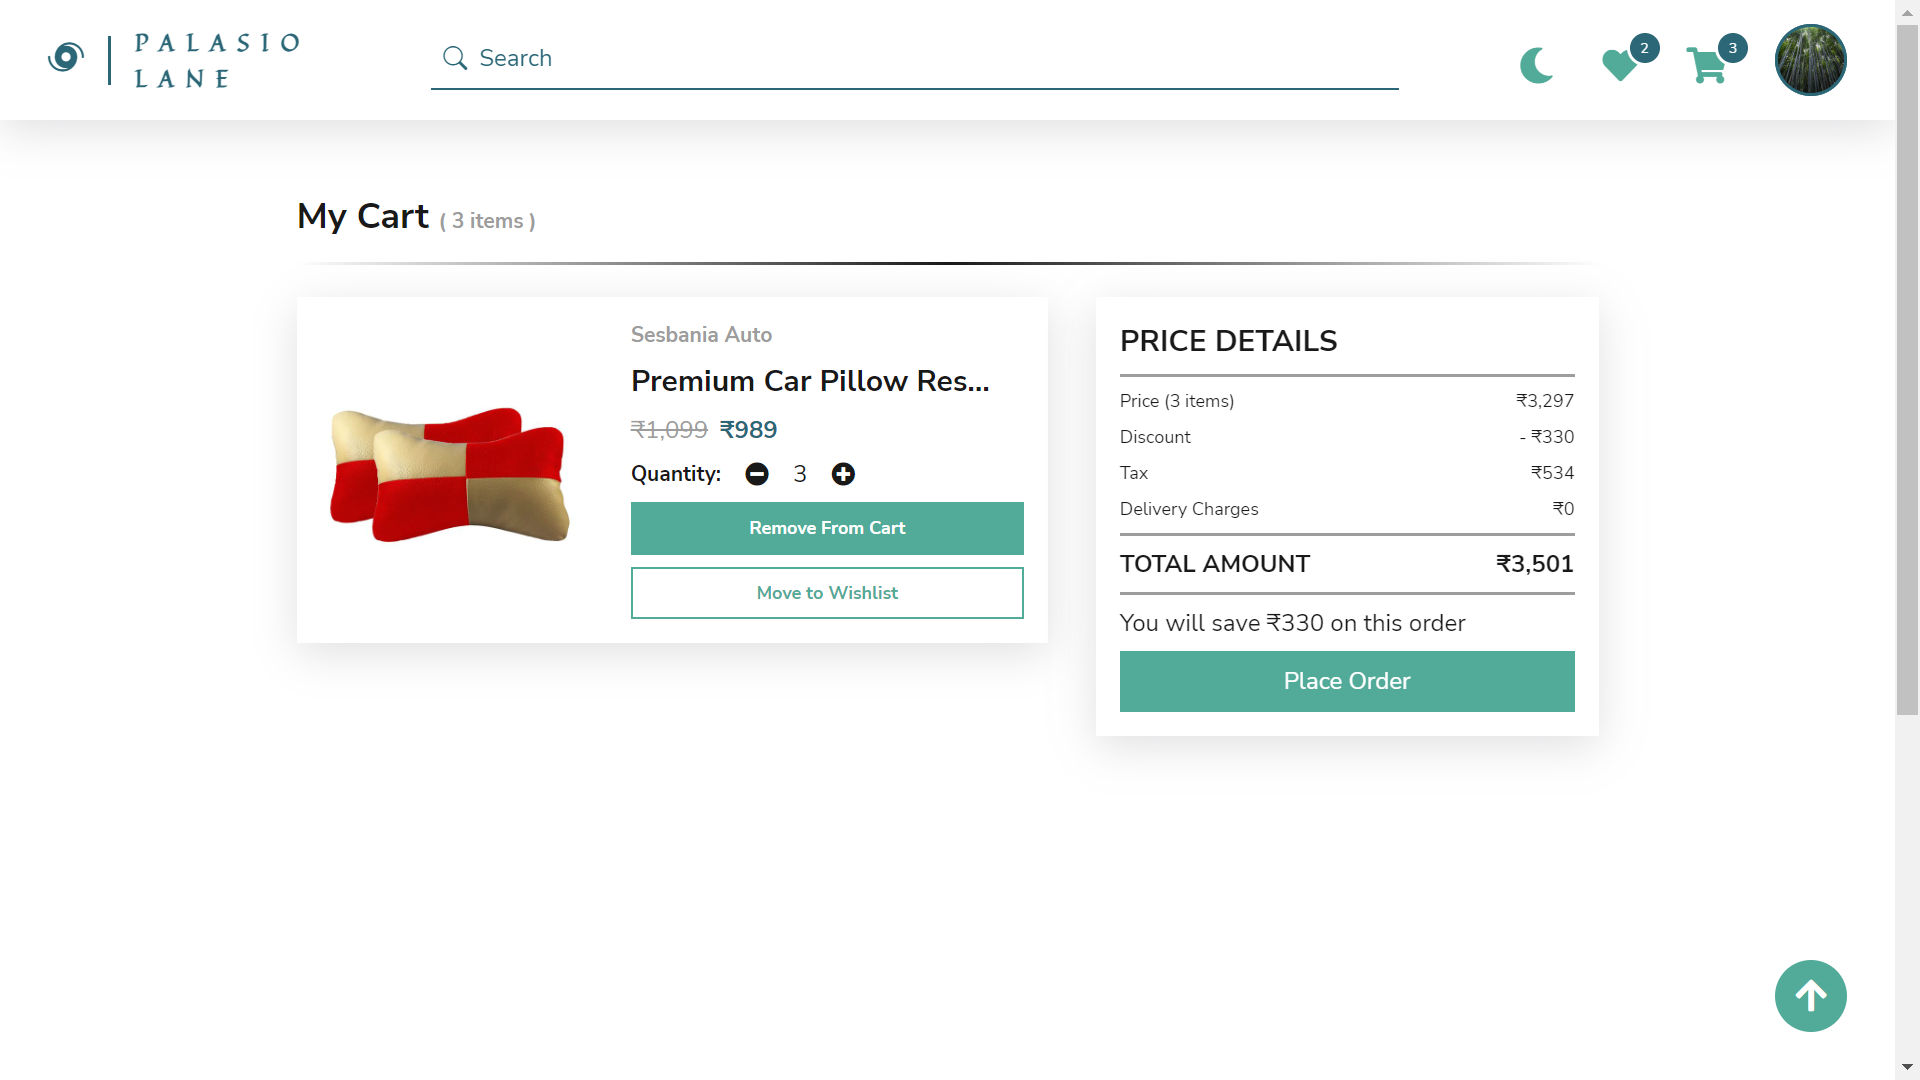 PALASIO
LANE
Search
2
3
My Cart ( 3 items )
Sesbania Auto
Premium Car Pillow Res...
₹1,099 ₹989
Quantity: 3
Remove From Cart
Move to Wishlist
PRICE DETAILS
Price (3 items) ₹3,297
Discount - ₹330
Tax ₹534
Delivery Charges ₹0
TOTAL AMOUNT ₹3,501
You will save ₹330 on this order
Place Order